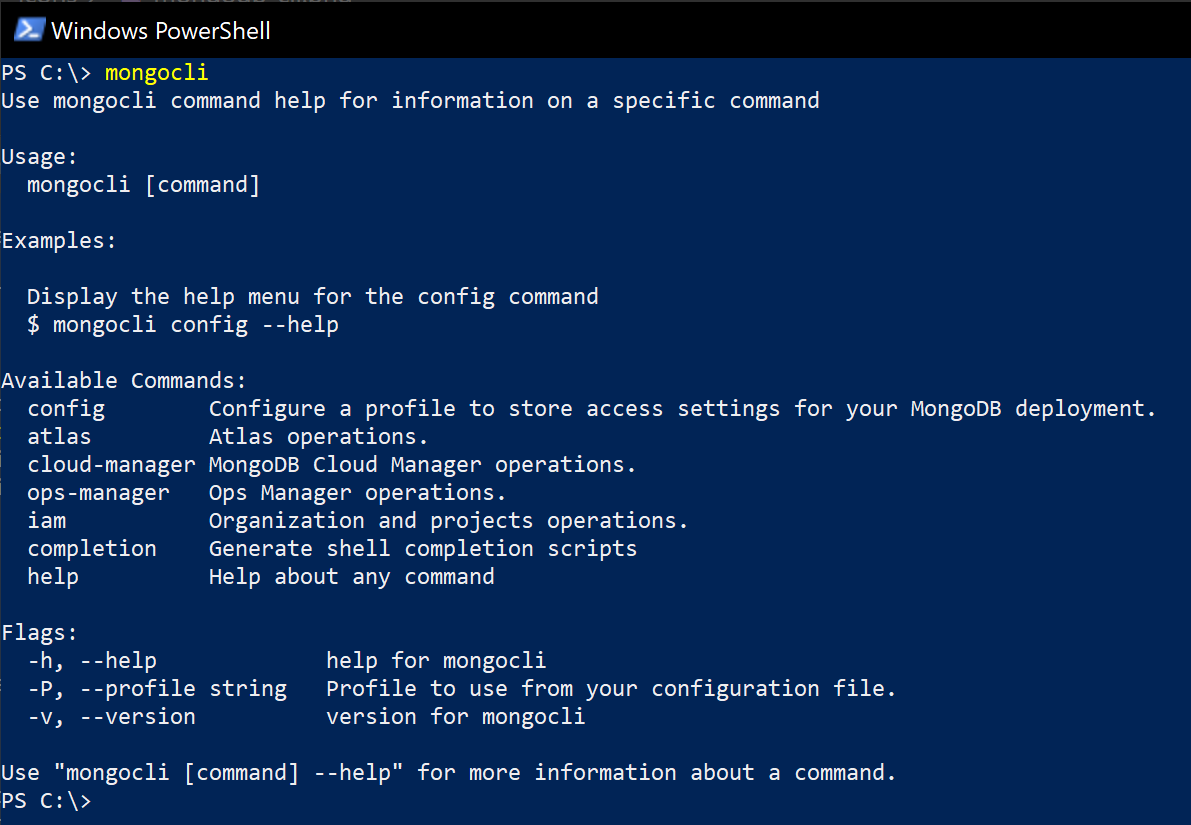 Windows PowerShell
PS C:\> mongocli
Use mongocli command help for information on a specific command
Usage:
  mongocli [command]
Examples:
  Display the help menu for the config command
  $ mongocli config --help
Available Commands:
  config        Configure a profile to store access settings for your MongoDB deployment.
  atlas         Atlas operations.
  cloud-manager MongoDB Cloud Manager operations.
  ops-manager   Ops Manager operations.
  iam           Organization and projects operations.
  completion    Generate shell completion scripts
  help          Help about any command
Flags:
  -h, --help             help for mongocli
  -P, --profile string   Profile to use from your configuration file.
  -v, --version          version for mongocli
Use "mongocli [command] --help" for more information about a command.
PS C:\>